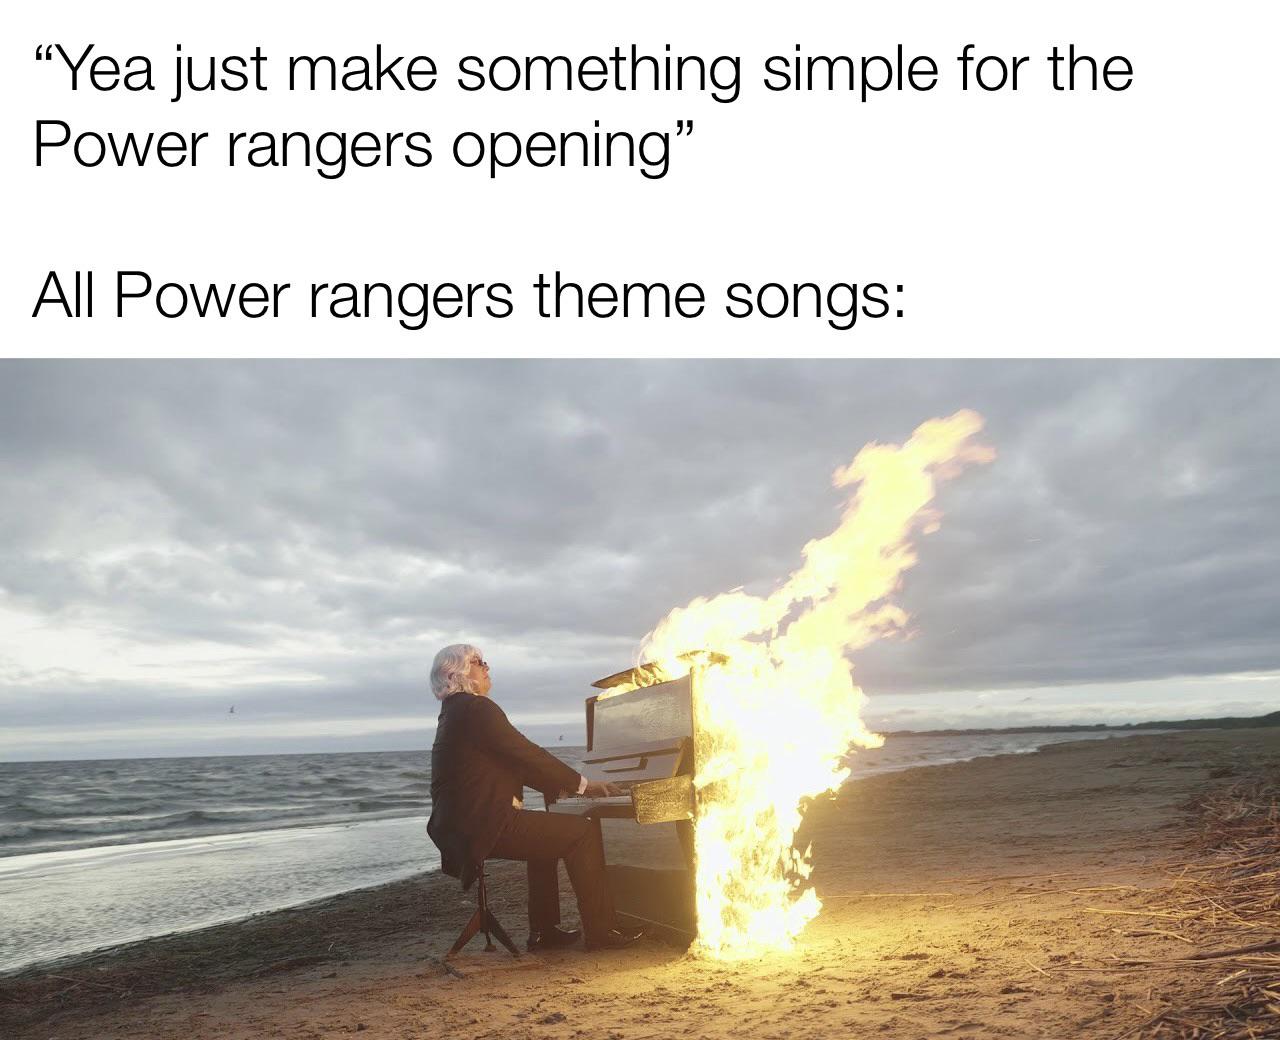 “Yea just make something simple for the
Power rangers opening”
All Power rangers theme songs: